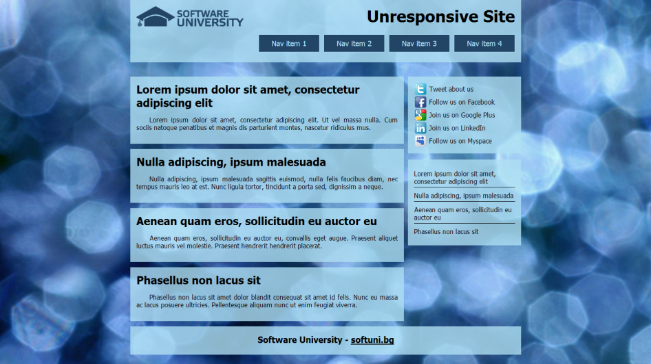 SOFTWARE
UNIVERSITY
Unresponsive Site
Nav Item 1
Nav Item 2
Nav Item 3
Nav Item 4
Lorem ipsum dolor sit amet, consectetur
adipiscing elit
Lorem ipsum dolor sit amet, consectetur adipiscing elit. Ut vel massa nulla. Cum
sociis natoque penatibus et magnis dis parturient montes, nascetur ridiculus mus.
Nulla adipiscing, ipsum malesuada
Nulla adipiscing, ipsum malesuada sagittis euismod, nulla felis faucibus diam, nec
tempus mauris leo at est. Nunc ligula tortor, tincidunt a porta sed, dignissim a neque.
Aenean quam eros, sollicitudin eu auctor eu
Aenean quam eros, sollicitudin eu auctor eu, convallis eget augue. Praesent aliquet
luctus mauris vel molestie. Praesent hendrerit hendrerit placerat.
Phasellus non lacus sit
Phasellus non lacus sit amet dolor blandit consequat sit amet id felis. Nunc eu massa
ac lacus posuere ultricies. Pellentesque aliquam nunc ut enim feugiat viverra.
Tweet about us
Follow us on Facebook
Join us on Google Plus
Join us on LinkedIn
Follow us on Myspace
Lorem ipsum dolor sit amet,
consectetur adipiscing elit
Nulla adipiscing, ipsum malesuada
Aenean quam eros, sollicitudin eu
auctor eu
Phasellus non lacus sit
Software University - softuni.bg